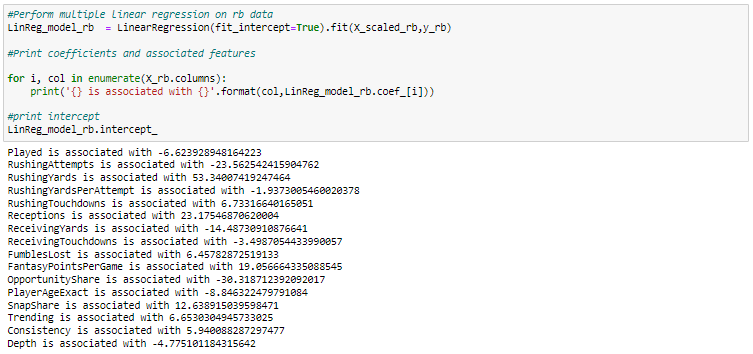 #Perform multiple linear regression on rb data
LinReg_model_rb  = LinearRegression(fit_intercept=True).fit(X_scaled_rb,y_rb)
#Print coefficients and associated features
for i, col in enumerate(X_rb.columns):
    print('{} is associated with {}'.format(col,LinReg_model_rb.coef_[i]))
#print intercept
LinReg_model_rb.intercept_
Played is associated with -6.623928948164223
RushingAttempts is associated with -23.562542415904762
RushingYards is associated with 53.34007419247464
RushingYardsPerAttempt is associated with -1.9373005460020378
RushingTouchdowns is associated with 6.73316640165051
Receptions is associated with 23.17546870620004
ReceivingYards is associated with -14.48730910876641
ReceivingTouchdowns is associated with -3.4987054433990057
FumblesLost is associated with 6.45782872519133
FantasyPointsPerGame is associated with 19.056664335088545
OpportunityShare is associated with -30.318712392092017
PlayerAgeExact is associated with -8.846322479791084
SnapShare is associated with 12.638915039598471
Trending is associated with 6.6530304945733025
Consistency is associated with 5.940088287297477
Depth is associated with -4.775101184315642